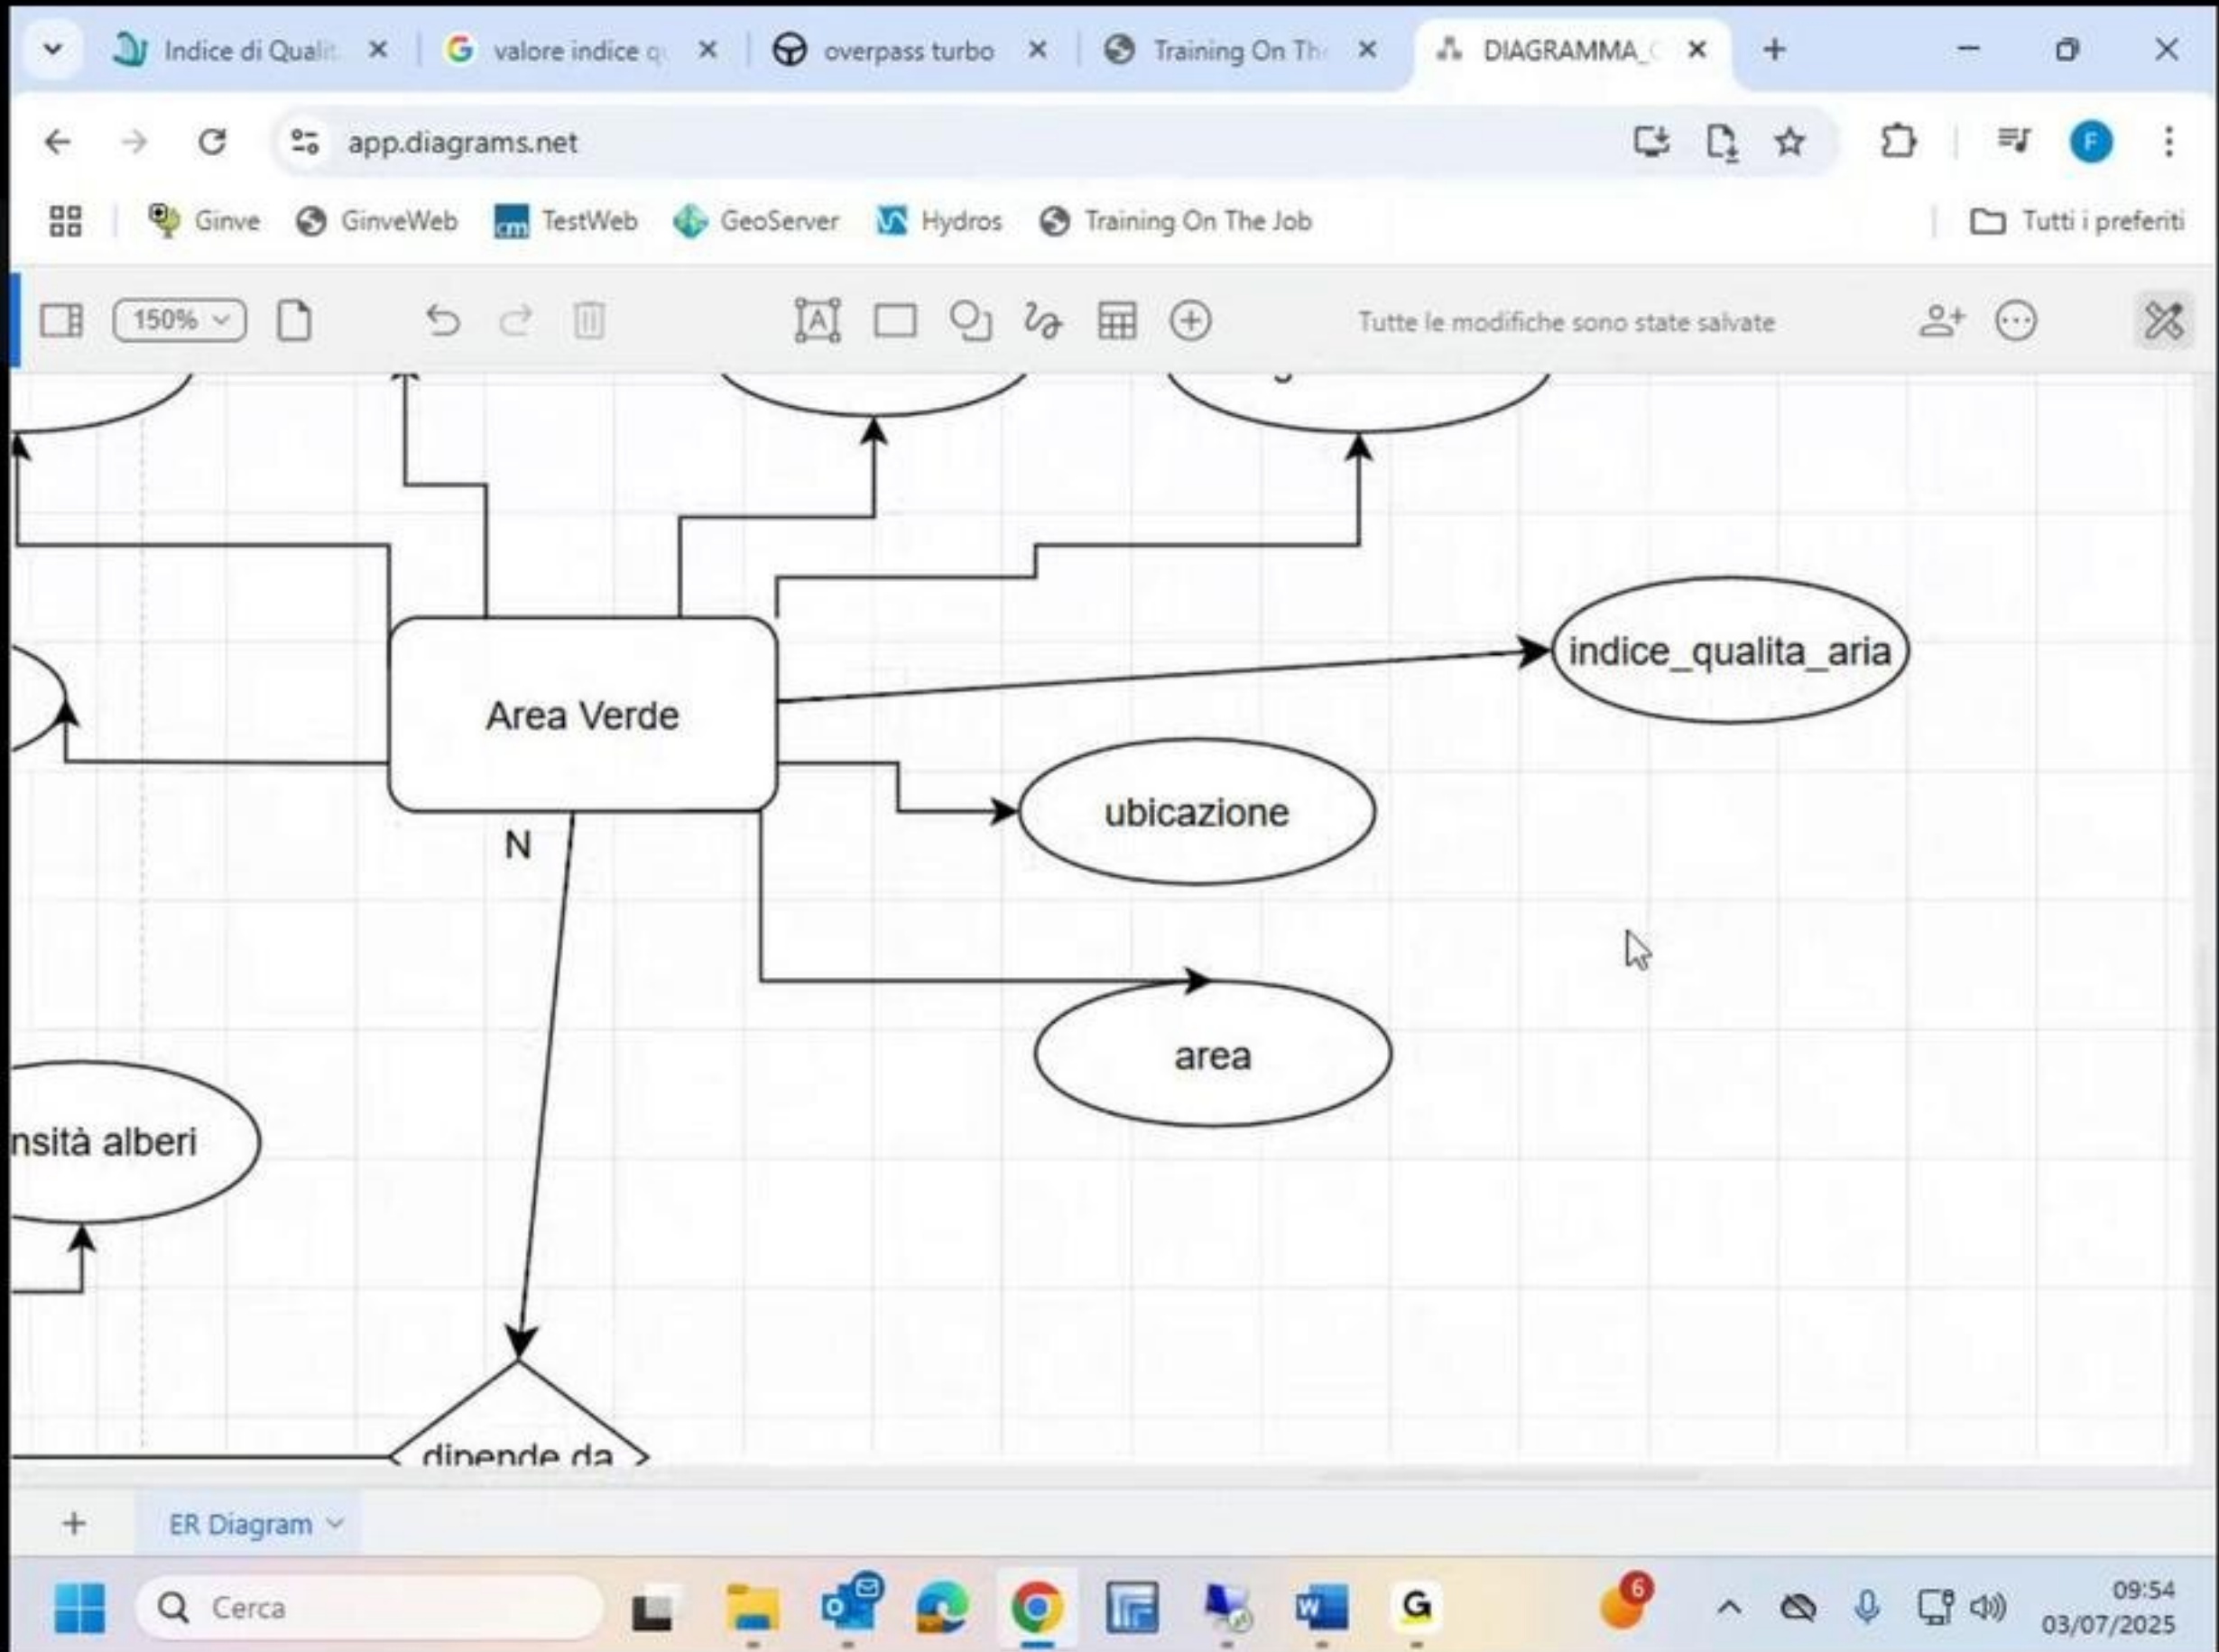 Indice di Qualit
valore indice q
overpass turbo
Training On Th
DIAGRAMMA_
app.diagrams.net
F
Ginve
GinveWeb
cm
TestWeb
GeoServer
Hydros
Training On The Job
Tutti i preferiti
150%
A
Tutte le modifiche sono state salvate
indice_qualita_aria
Area Verde
ubicazione
N
area
nsità alberi
dipende da
ER Diagram
Cerca
G
6
09:54
03/07/2025